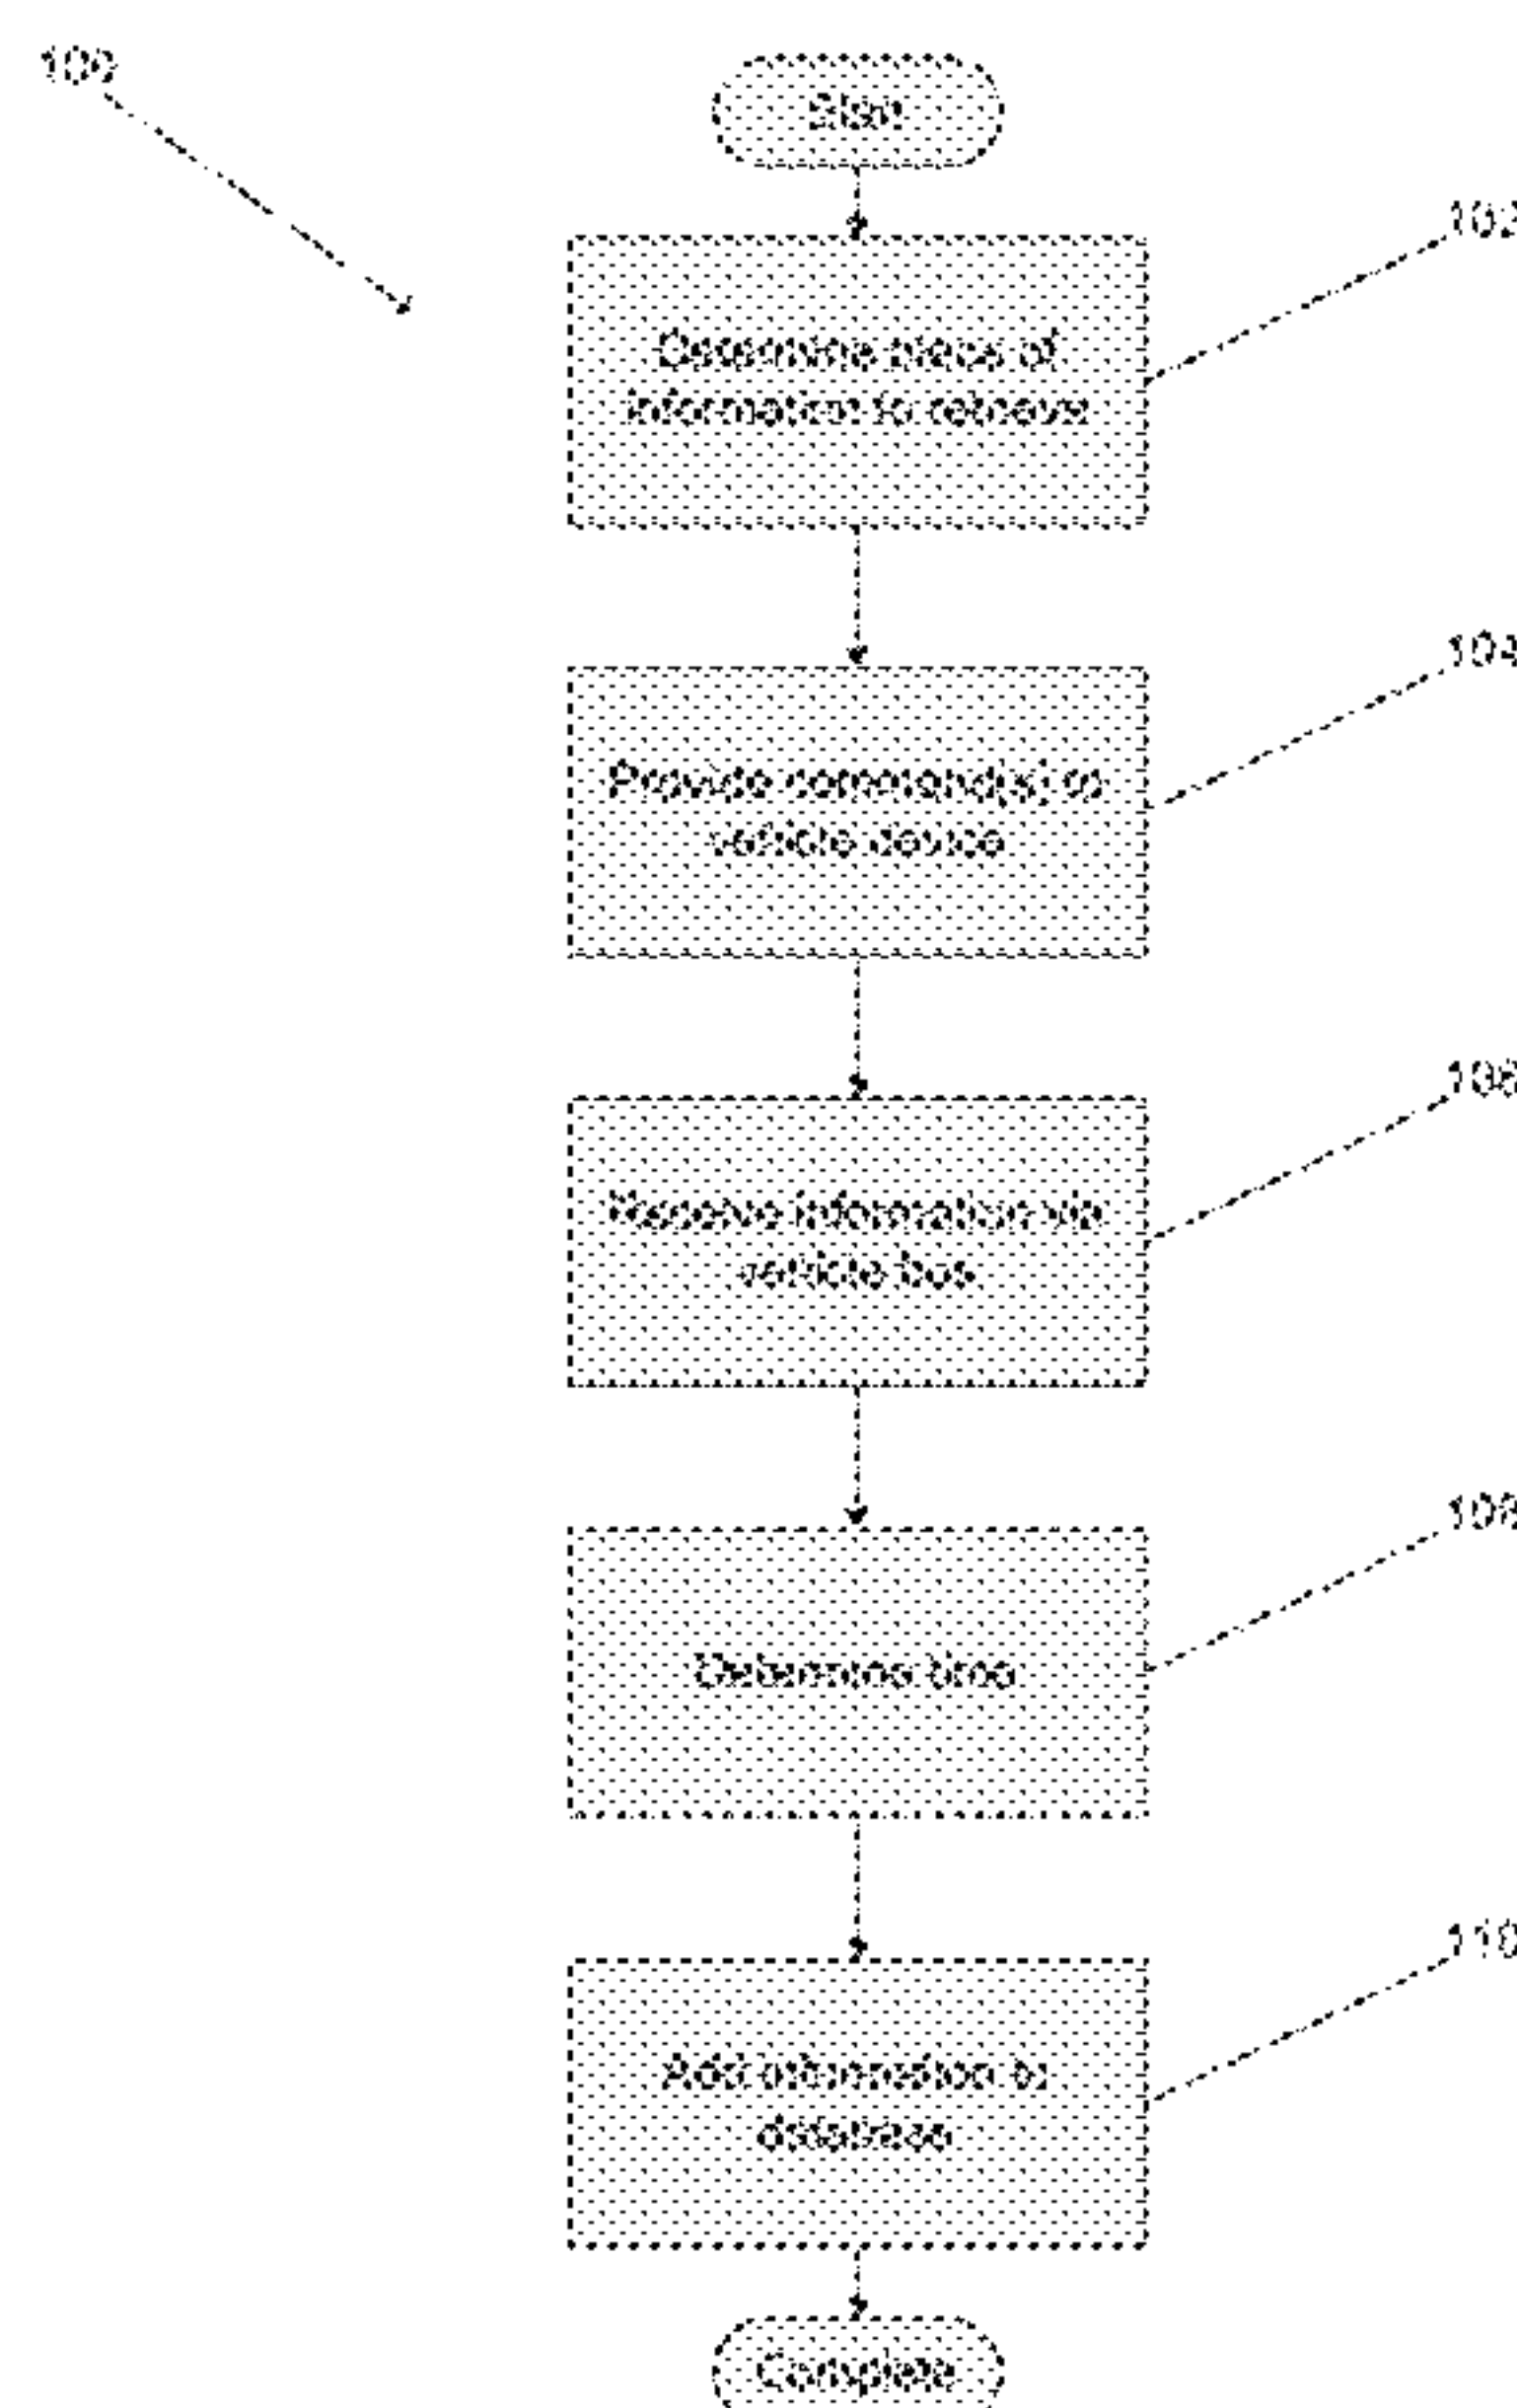 100
Start
102
Determine piece of
information to retrieve
104
Provide command(s) to
vehicle device
106
Receive information via
vehicle bus
108
Determine time
110
Add information to
database
Complete